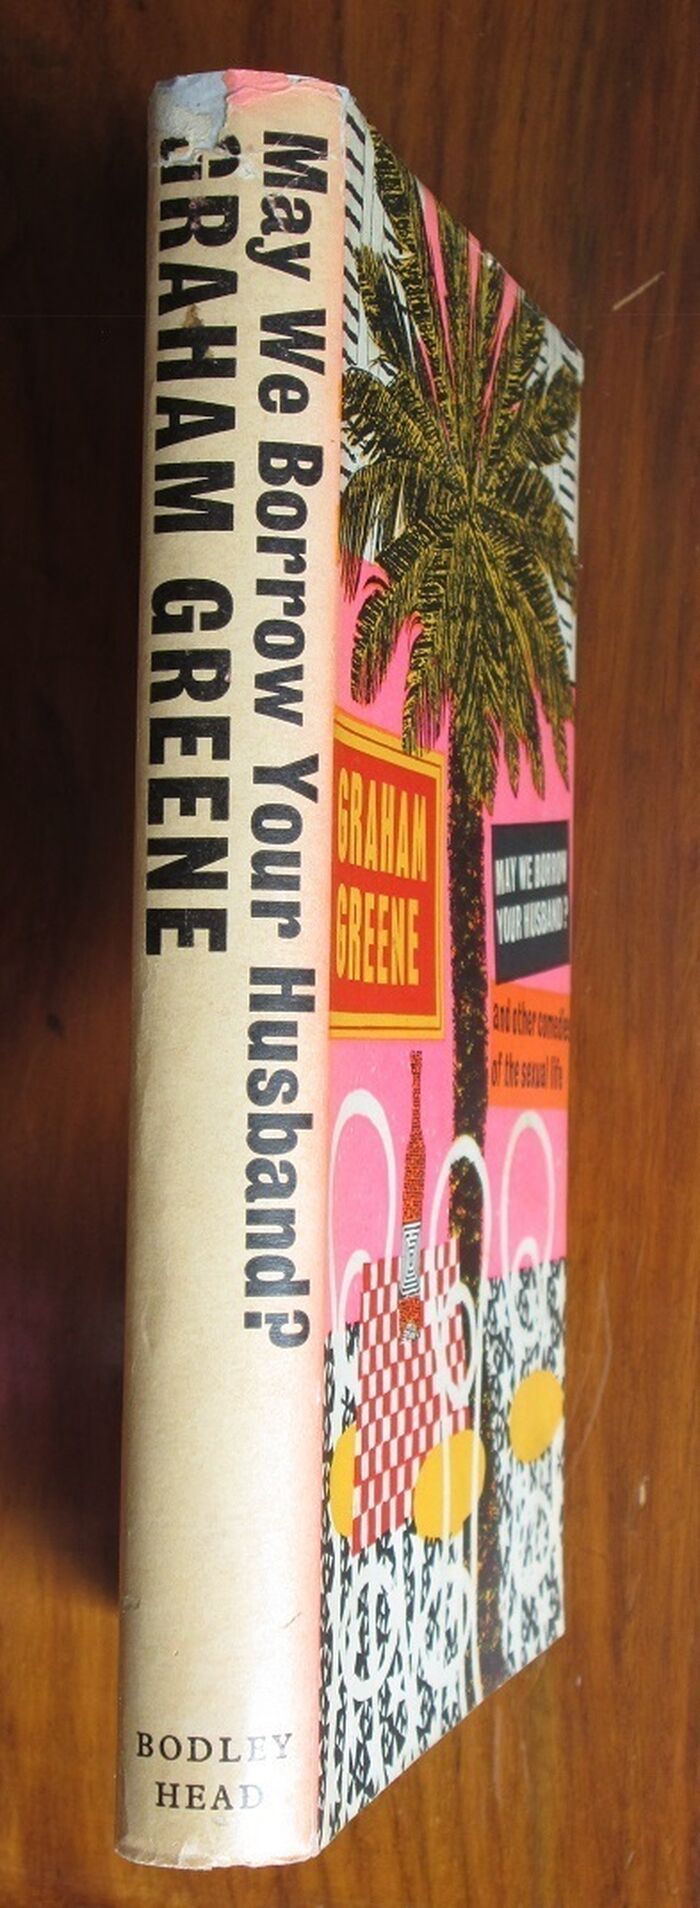 May We Borrow Your Husband?
GRAHAM GREENE
BODLEY
HEAD
GRAHAM
GREENE
MAY WE BORROW
YOUR HUSBAND?
and other comedies
of the sexual life